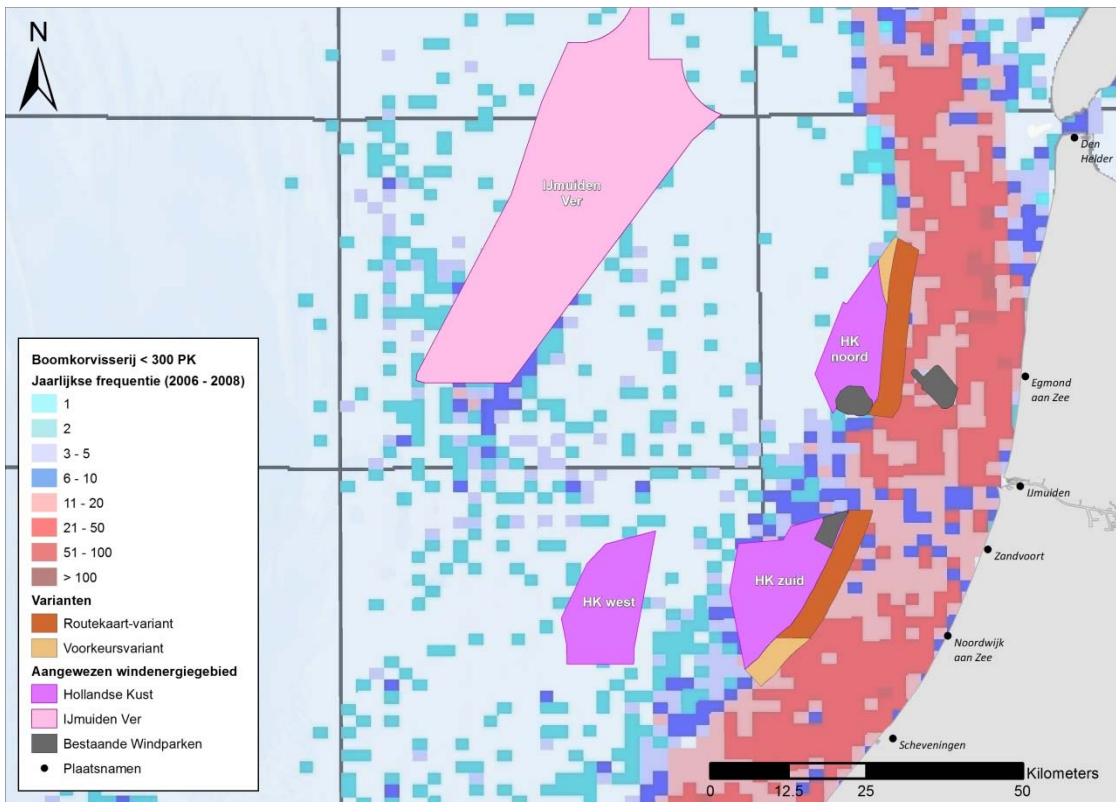 N
IJmuiden
Ver
Den
Helder
HK
noord
Egmond
aan Zee
IJmuiden
Zandvoort
HK west
HK zuid
Noordwijk
aan Zee
Scheveningen
Boomkorvisserij < 300 PK
Jaarlijkse frequentie (2006 - 2008)
1
2
3 - 5
6 - 10
11 - 20
21 - 50
51 - 100
> 100
Varianten
Routekaart-variant
Voorkeursvariant
Aangewezen windenergiegebied
Hollandse Kust
IJmuiden Ver
Bestaande Windparken
Plaatsnamen
Kilometers
0 12.5 25 50